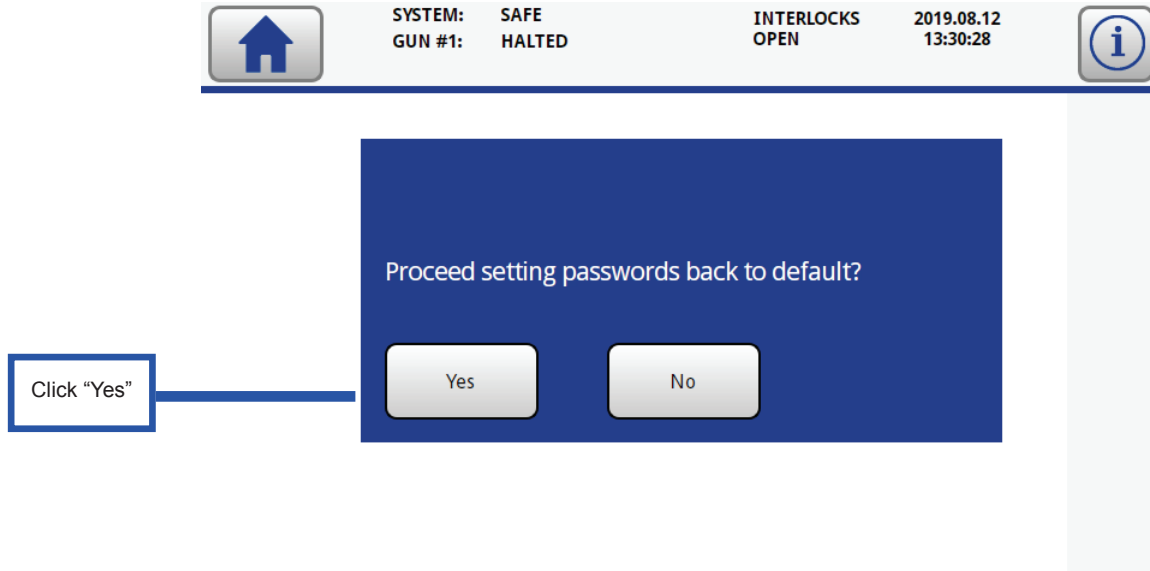 SYSTEM: SAFE INTERLOCKS 2019.08.12
GUN #1: HALTED OPEN 13:30:28
i
Proceed setting passwords back to default?
Click “Yes”
Yes No